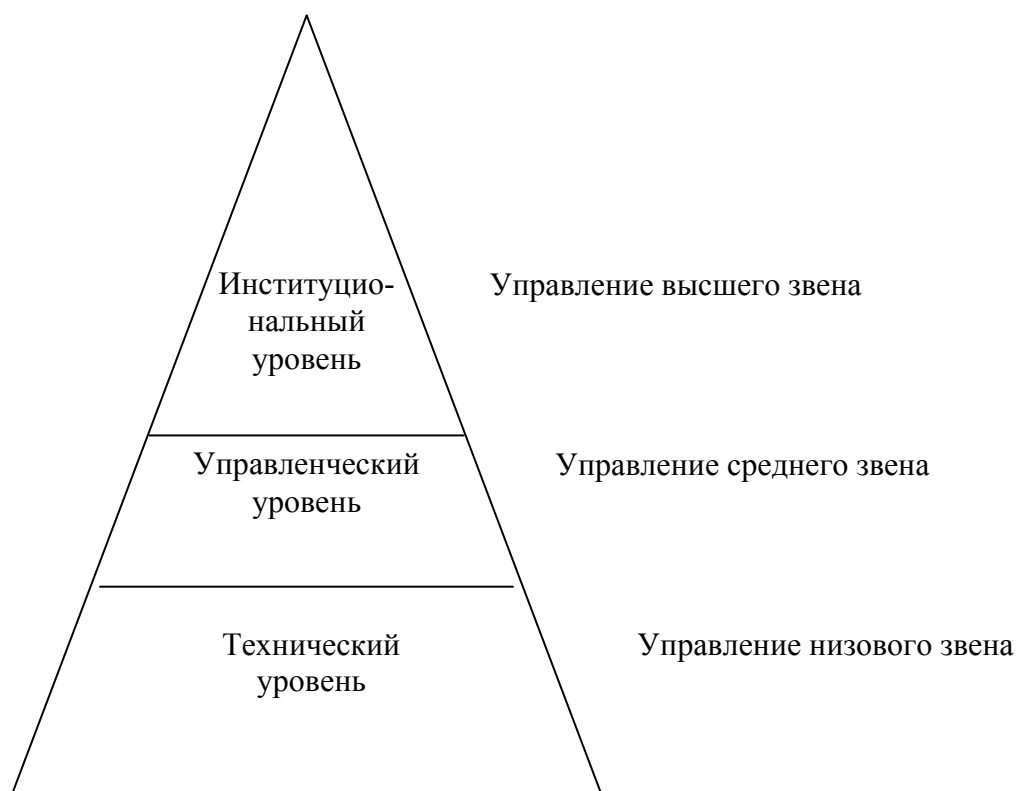 Институцио-
нальный
уровень
Управление высшего звена
Управленческий
уровень
Управление среднего звена
Технический
уровень
Управление низового звена